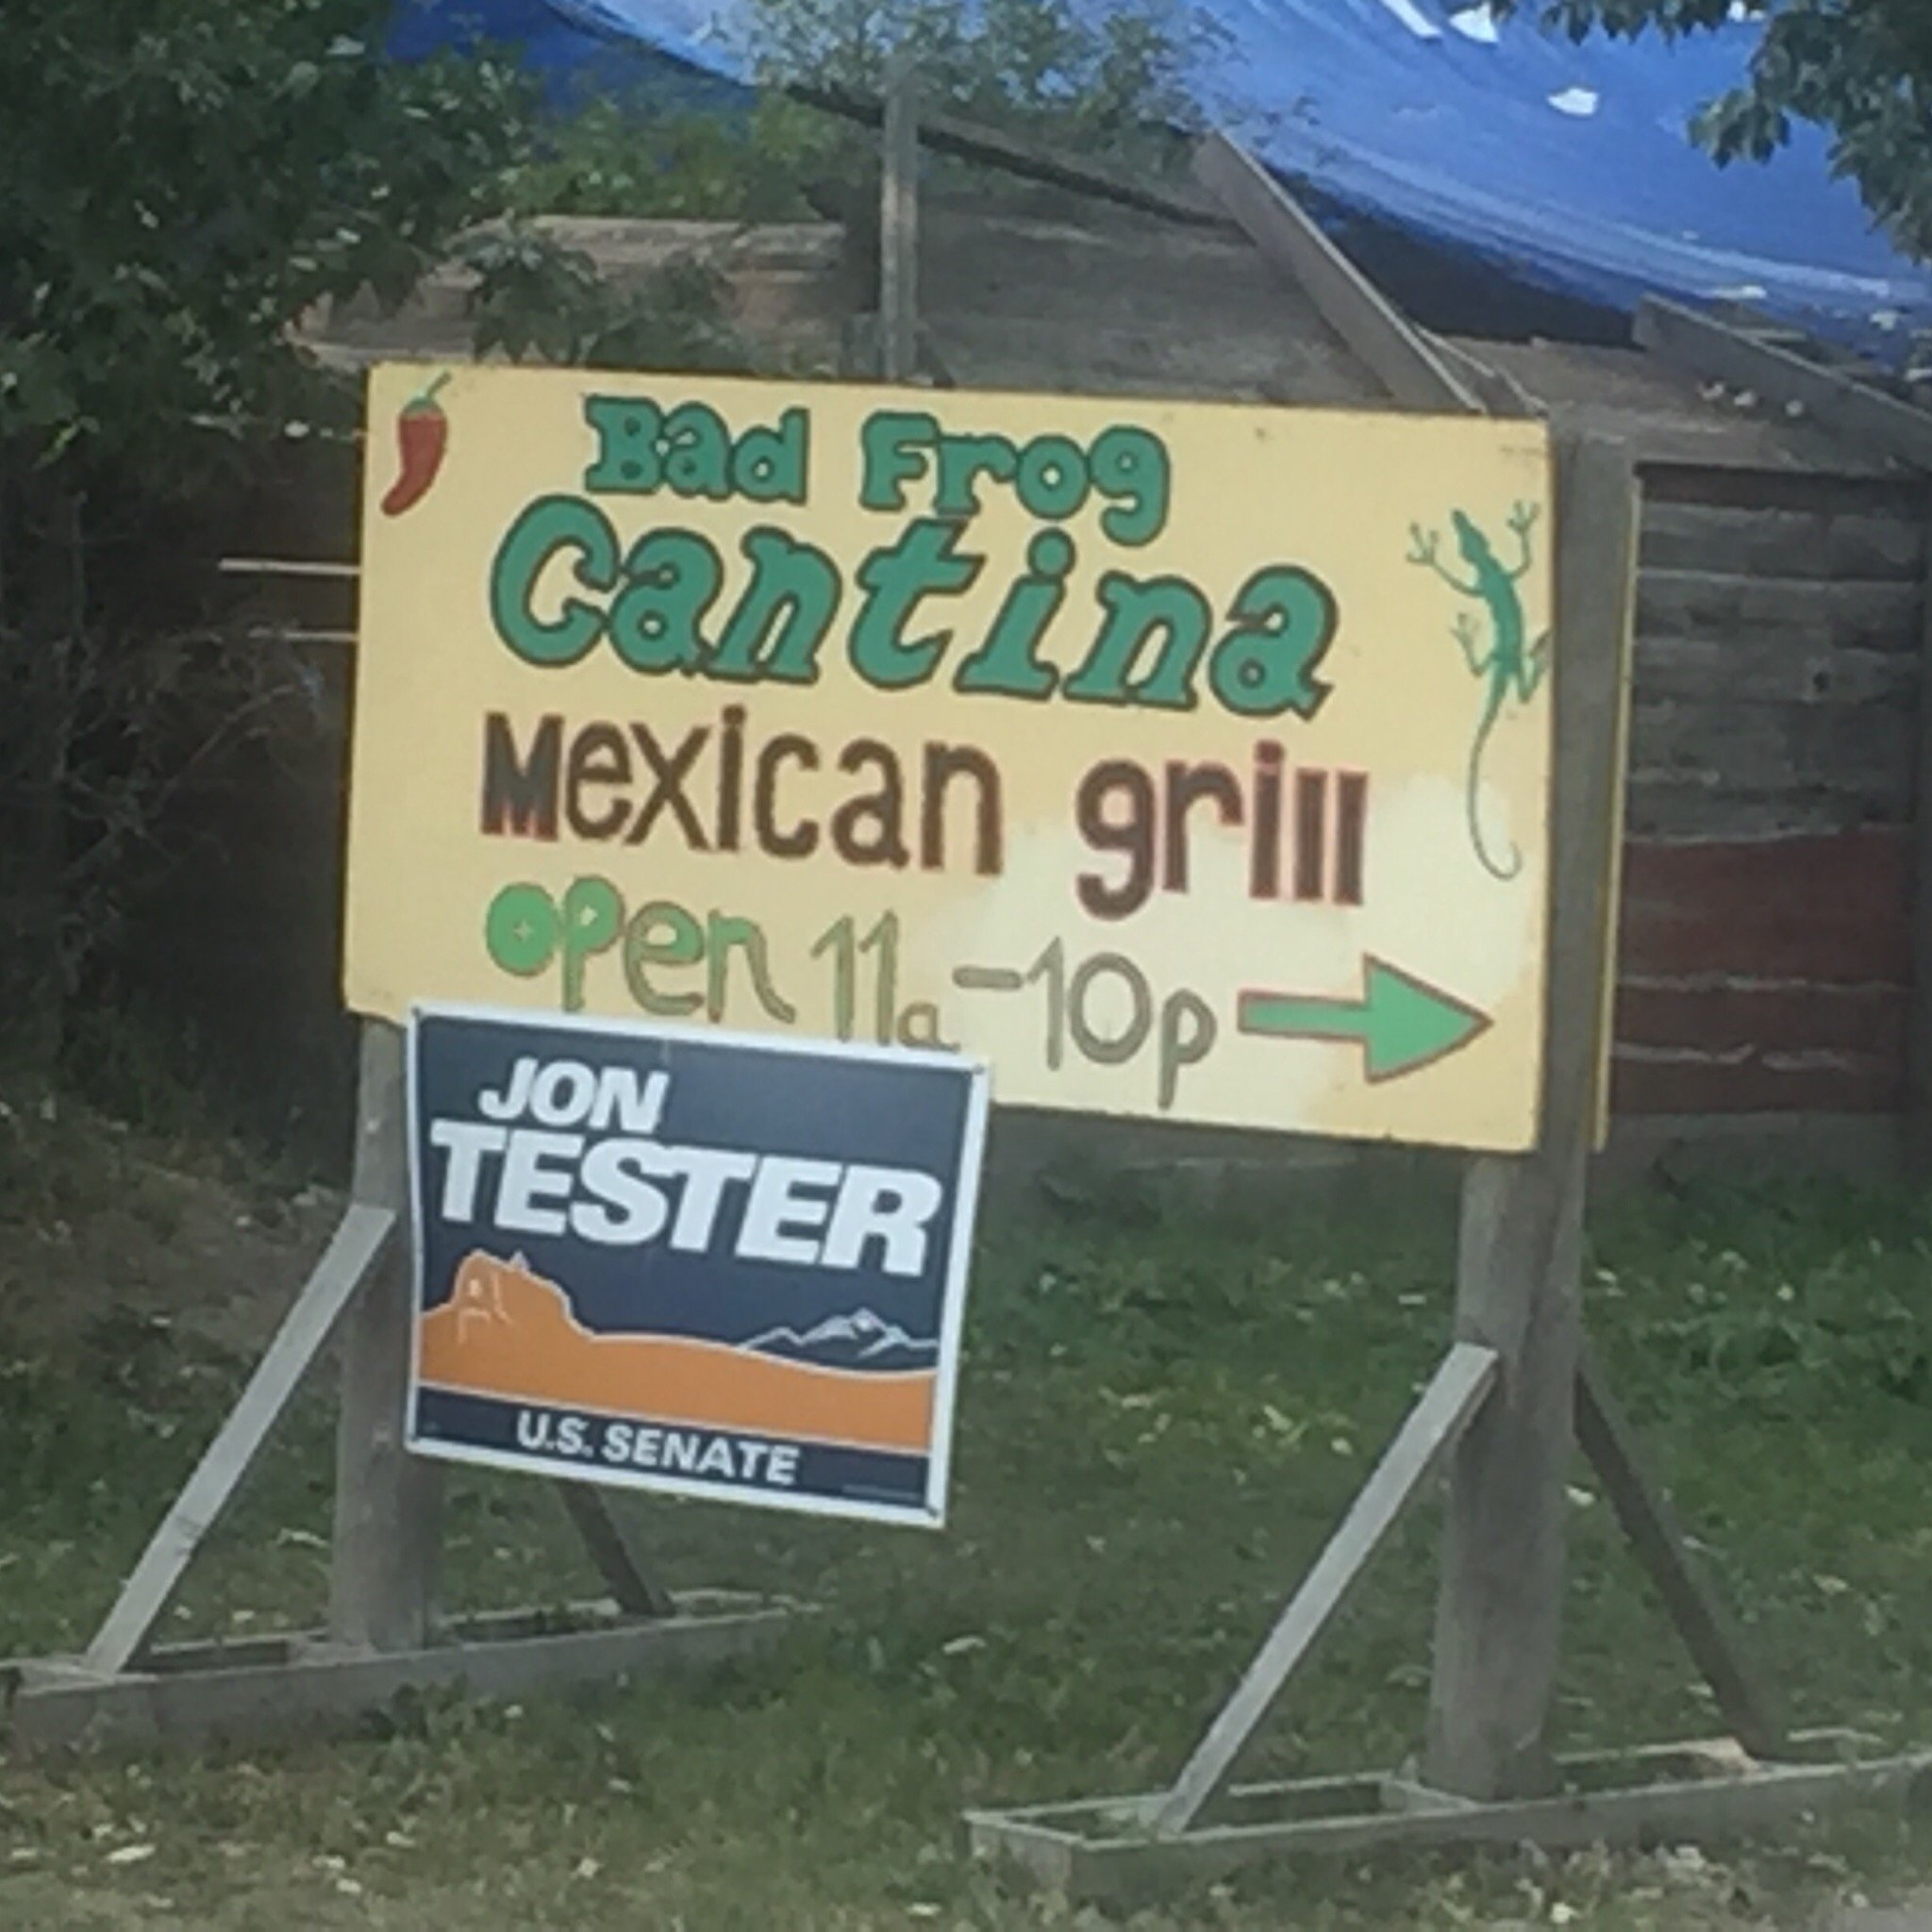 Bad Frog
Cantina
Mexican grill
open 11a-10p
JON
TESTER
U.S. SENATE